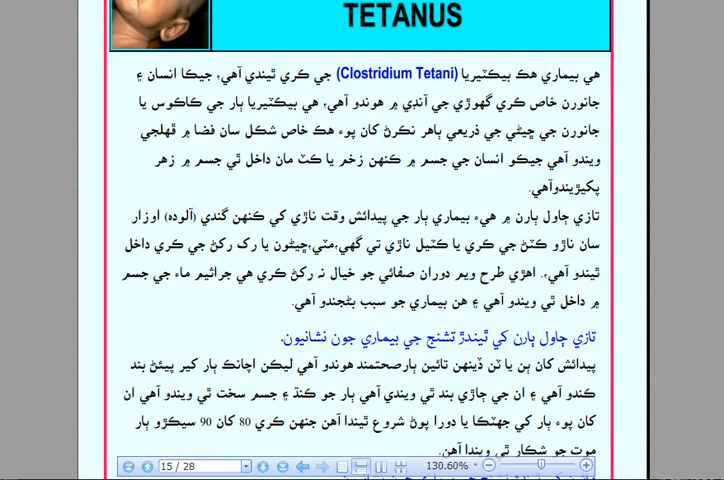 TETANUS
هي بيماري هڪ بيڪٽيريا (Clostridium Tetani) جي ڪري ٿيندي آهي، جيڪا انسان ۽
جانورن خاص ڪري گهوڙي جي آنڊي ۾ هوندو آهي، هي بيڪٽيريا ٻار جي ڪاڪوس يا
جانورن جي ڇيڻي جي ذريعي ٻاهر نڪرڻ کان پوءِ هڪ خاص شڪل سان فضا ۾ ڦهلجي
ويندو آهي جيڪو انسان جي جسم ۾ ڪنهن زخم يا ڪٽ مان داخل ٿي جسم ۾ زهر
پکيڙيندوآهي.
تازي ڄاول ٻارن ۾ هيءَ بيماري ٻار جي پيدائش وقت ناڙي کي ڪنهن گندي (آلوده) اوزار
سان ناڙو ڪٽڻ جي ڪري يا ڪٽيل ناڙي تي گهي،مٽي،ڇيڻون يا رک رکڻ جي ڪري داخل
ٿيندو آهي،. اهڙي طرح ويم دوران صفائي جو خيال نه رکڻ ڪري هي جراثيم ماءُ جي جسم
۾ داخل ٿي ويندو آهي ۽ هن بيماري جو سبب بڻجندو آهي.
تازي ڄاول ٻارن کي ٿيندڙ تشنج جي بيماري جون نشانيون.
پيدائش کان ٻن يا ٽن ڏينهن تائين ٻارصحتمند هوندو آهي ليڪن اچانڪ ٻار کير پيئڻ بند
ڪندو آهي ۽ ان جي ڄاڙي بند ٿي ويندي آهي ٻار جو ڪنڌ ۽ جسم سخت ٿي ويندو آهي ان
کان پوءِ ٻار کي جهٽڪا يا دورا پوڻ شروع ٿيندا آهن جنهن ڪري 80 کان 90 سيڪڙو ٻار
موت جو شڪار ٿي ويندا آهن.
15 / 28
130.60%